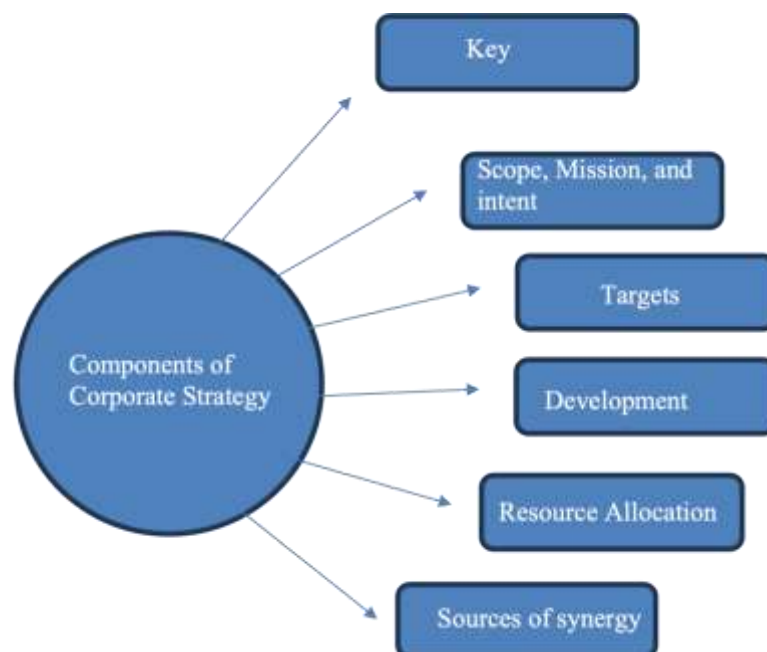 Key
Scope, Mission, and
intent
Targets
Components of
Corporate Strategy
Development
Resource Allocation
Sources of synergy